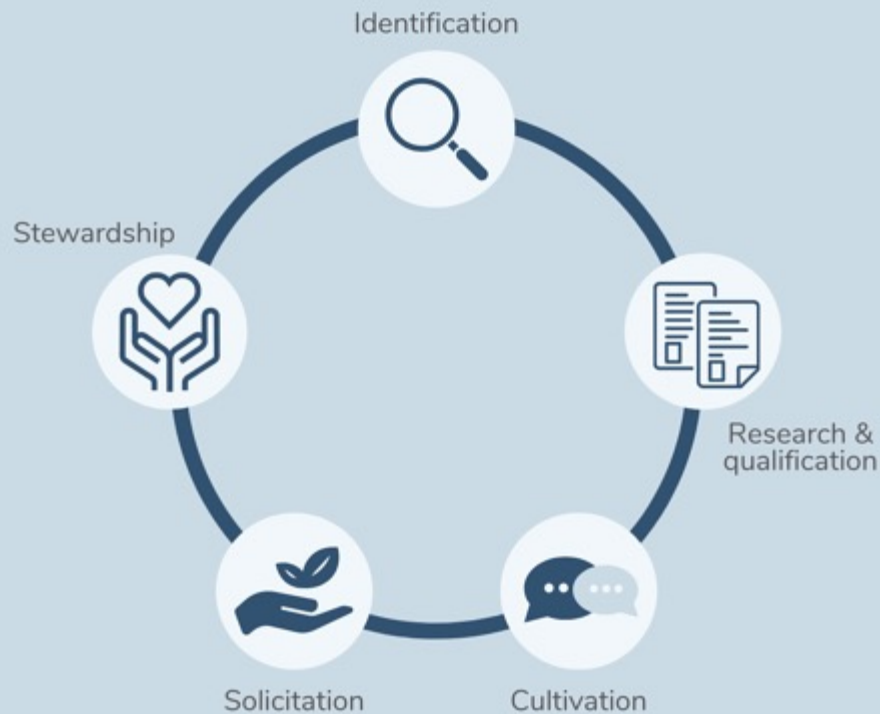 Identification
Stewardship
Research &
qualification
Solicitation
Cultivation